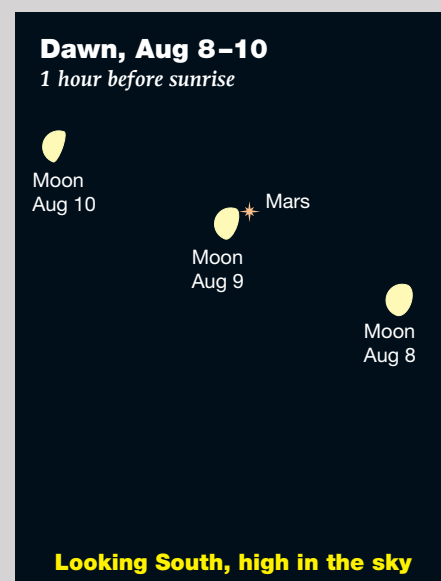 Dawn, Aug 8–10
1 hour before sunrise
Moon
Aug 10
Mars
Moon
Aug 9
Moon
Aug 8
Looking South, high in the sky